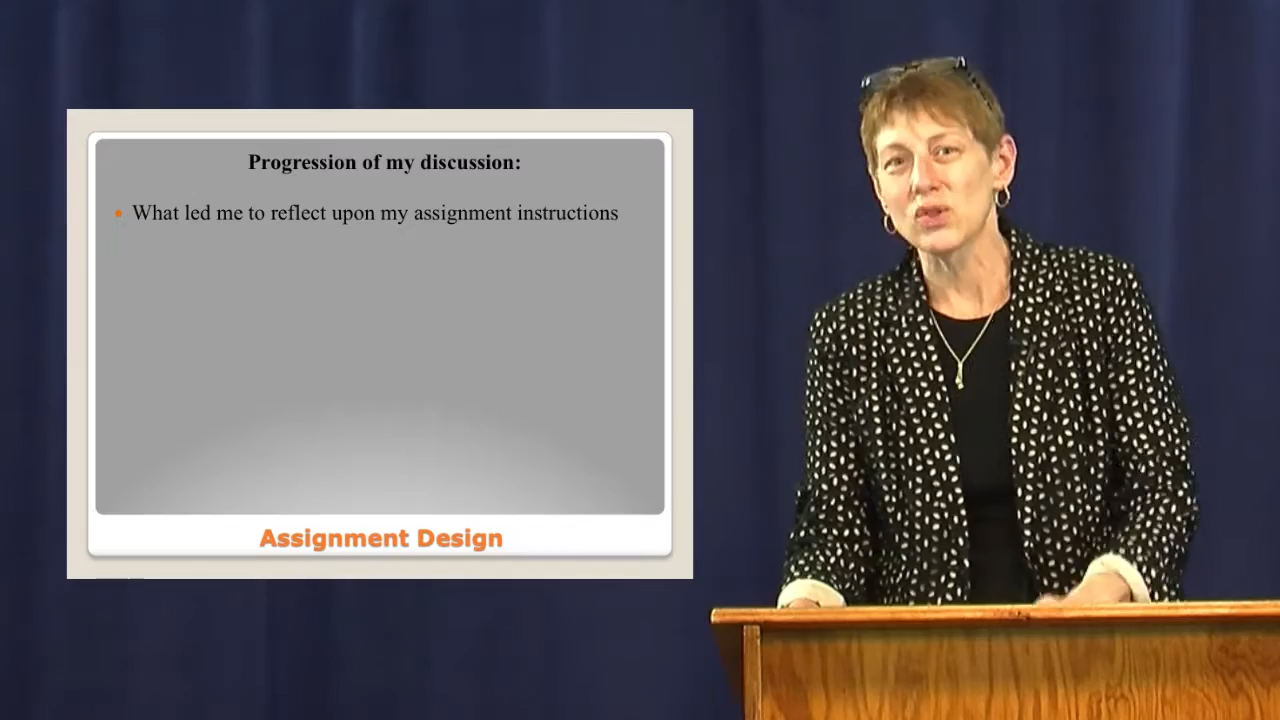 Progression of my discussion:
• What led me to reflect upon my assignment instructions
Assignment Design